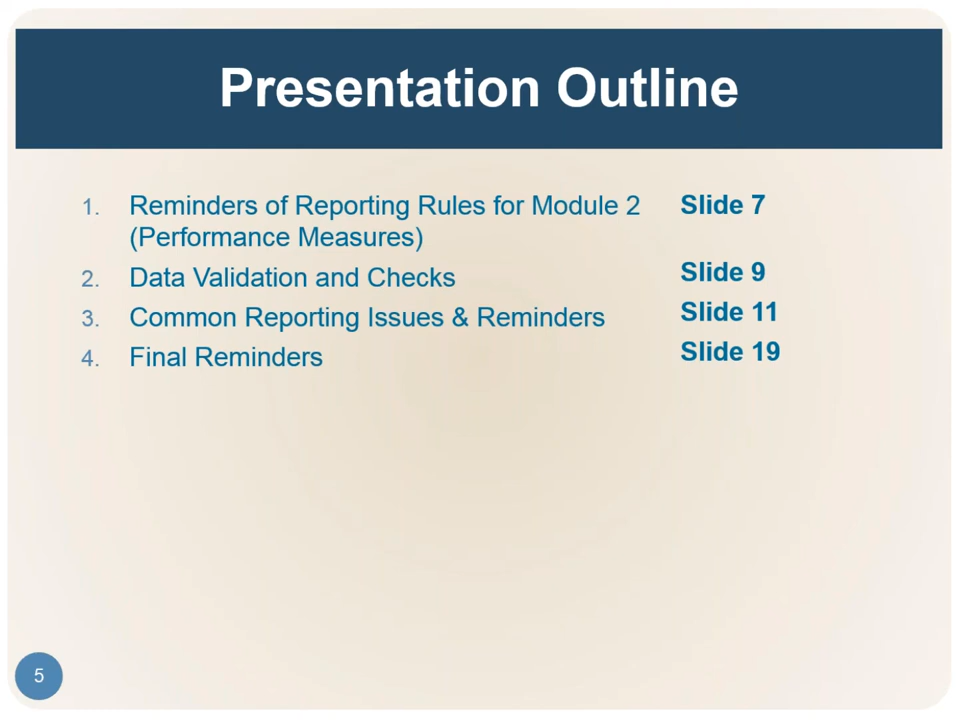 Presentation Outline
1. Reminders of Reporting Rules for Module 2 Slide 7
(Performance Measures)
2. Data Validation and Checks Slide 9
3. Common Reporting Issues & Reminders Slide 11
4. Final Reminders Slide 19
5